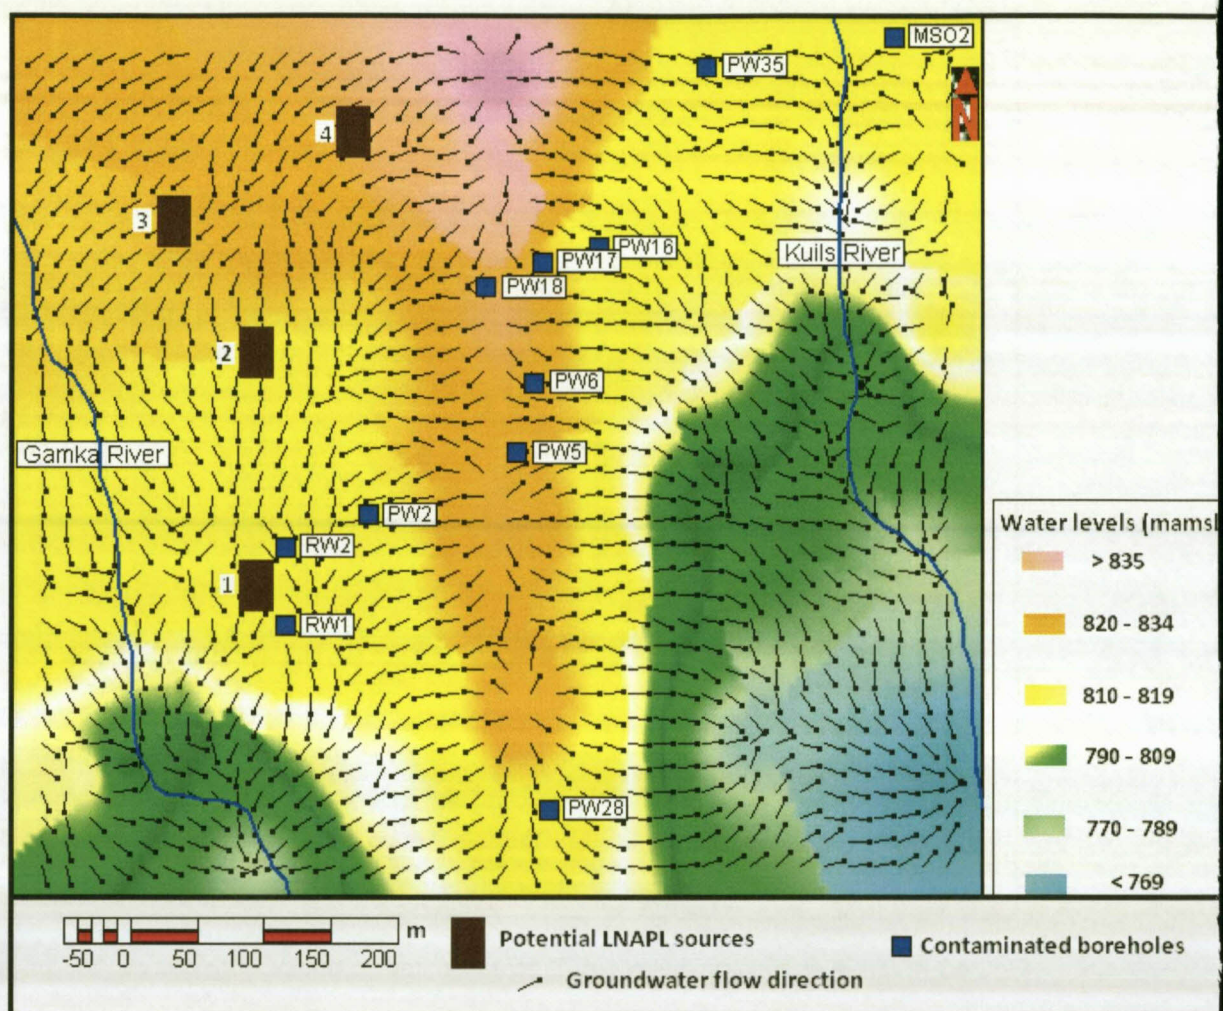 MSO2
PW35
N
4
3
PW16
PW17
Kuils River
PW18
2
PW6
Gamka River
PW5
PW2
RW2
1
RW1
PW28
Water levels (mamsl
> 835
820 - 834
810 - 819
790 - 809
770 - 789
< 769
m
-50 0 50 100 150 200
Potential LNAPL sources
Contaminated boreholes
Groundwater flow direction